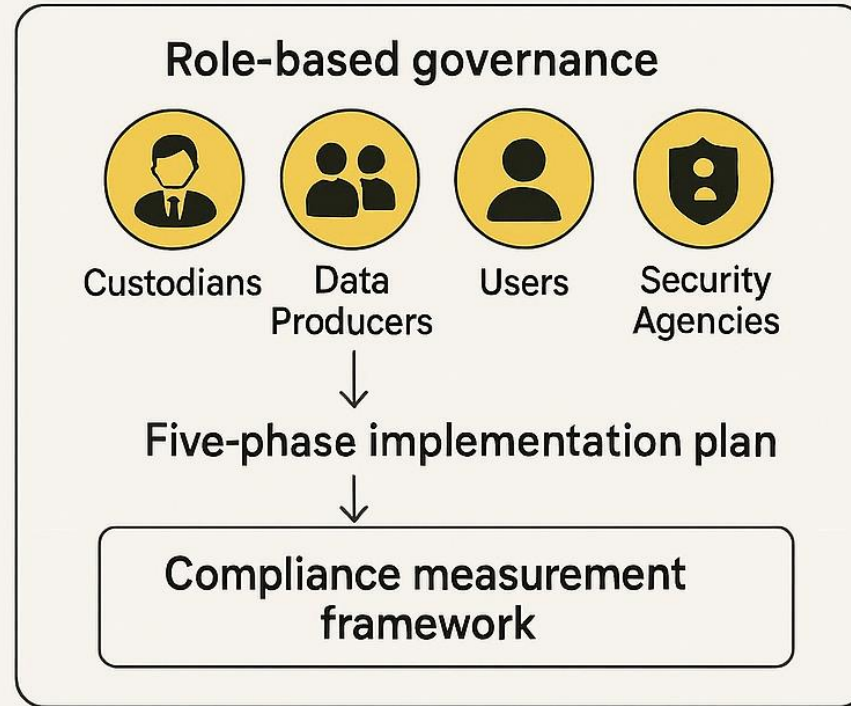 Role-based governance
Custodians
Data
Producers
Users
Security
Agencies
Five-phase implementation plan
Compliance measurement
framework